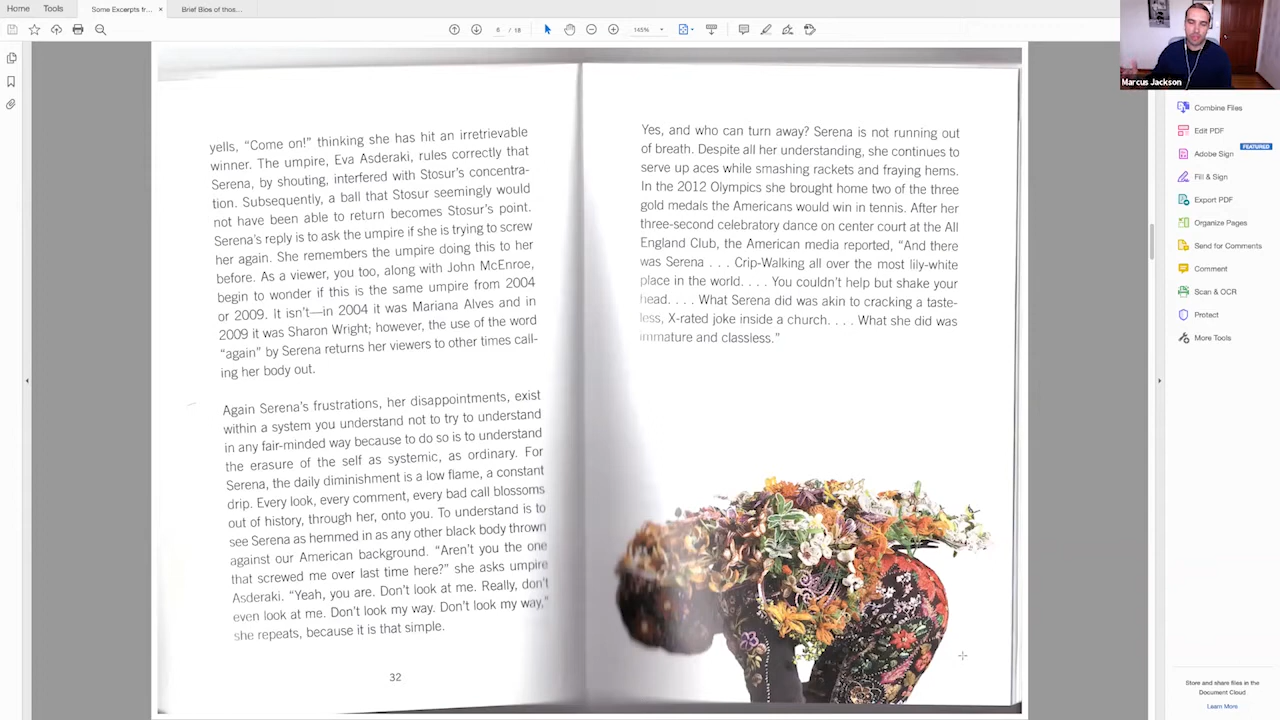 Home
Tools
Some Excerpts fr...
×
Brief Bios of thos...
6 / 18
145%
yells, “Come on!” thinking she has hit an irretrievable
winner. The umpire, Eva Asderaki, rules correctly that
Serena, by shouting, interfered with Stosur’s concentra-
tion. Subsequently, a ball that Stosur seemingly would
not have been able to return becomes Stosur’s point.
Serena’s reply is to ask the umpire if she is trying to screw
her again. She remembers the umpire doing this to her
before. As a viewer, you too, along with John McEnroe,
begin to wonder if this is the same umpire from 2004
or 2009. It isn’t—in 2004 it was Mariana Alves and in
2009 it was Sharon Wright; however, the use of the word
“again” by Serena returns her viewers to other times call-
ing her body out.
Again Serena’s frustrations, her disappointments, exist
within a system you understand not to try to understand
in any fair-minded way because to do so is to understand
the erasure of the self as systemic, as ordinary. For
Serena, the daily diminishment is a low flame, a constant
drip. Every look, every comment, every bad call blossoms
out of history, through her, onto you. To understand is to
see Serena as hemmed in as any other black body thrown
against our American background. “Aren’t you the one
that screwed me over last time here?” she asks umpire
Asderaki. “Yeah, you are. Don’t look at me. Really, don’t
even look at me. Don’t look my way. Don’t look my way,”
she repeats, because it is that simple.
32
Yes, and who can turn away? Serena is not running out
of breath. Despite all her understanding, she continues to
serve up aces while smashing rackets and fraying hems.
In the 2012 Olympics she brought home two of the three
gold medals the Americans would win in tennis. After her
three-second celebratory dance on center court at the All
England Club, the American media reported, “And there
was Serena . . . Crip-Walking all over the most lily-white
place in the world. . . . You couldn’t help but shake your
head. . . . What Serena did was akin to cracking a taste-
less, X-rated joke inside a church. . . . What she did was
immature and classless.”
Marcus Jackson
Combine Files
Edit PDF
FEATURED
Adobe Sign
Fill & Sign
Export PDF
Organize Pages
Send for Comments
Comment
Scan & OCR
Protect
More Tools
Store and share files in the
Document Cloud
Learn More